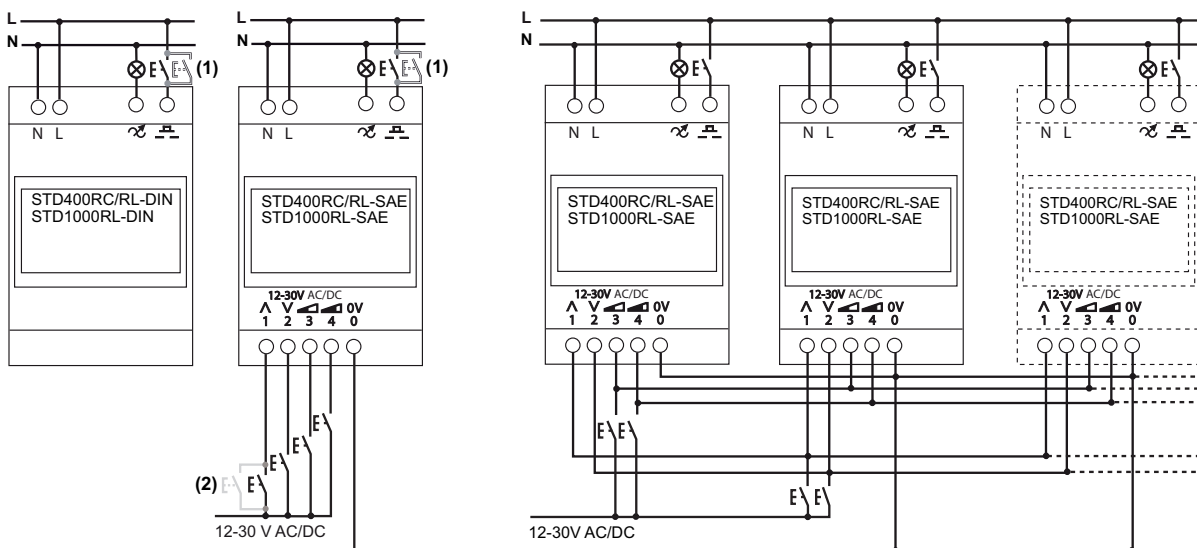 L
N
(1)
N L
STD400RC/RL-DIN
STD1000RL-DIN
L
N
(1)
N L
STD400RC/RL-SAE
STD1000RL-SAE
12-30V AC/DC
0V
1 2 3 4 0
(2)
12-30 V AC/DC
L
N
N L
STD400RC/RL-SAE
STD1000RL-SAE
12-30V AC/DC
0V
1 2 3 4 0
N L
STD400RC/RL-SAE
STD1000RL-SAE
12-30V AC/DC
0V
1 2 3 4 0
N L
STD400RC/RL-SAE
STD1000RL-SAE
12-30V AC/DC
0V
1 2 3 4 0
12-30V AC/DC